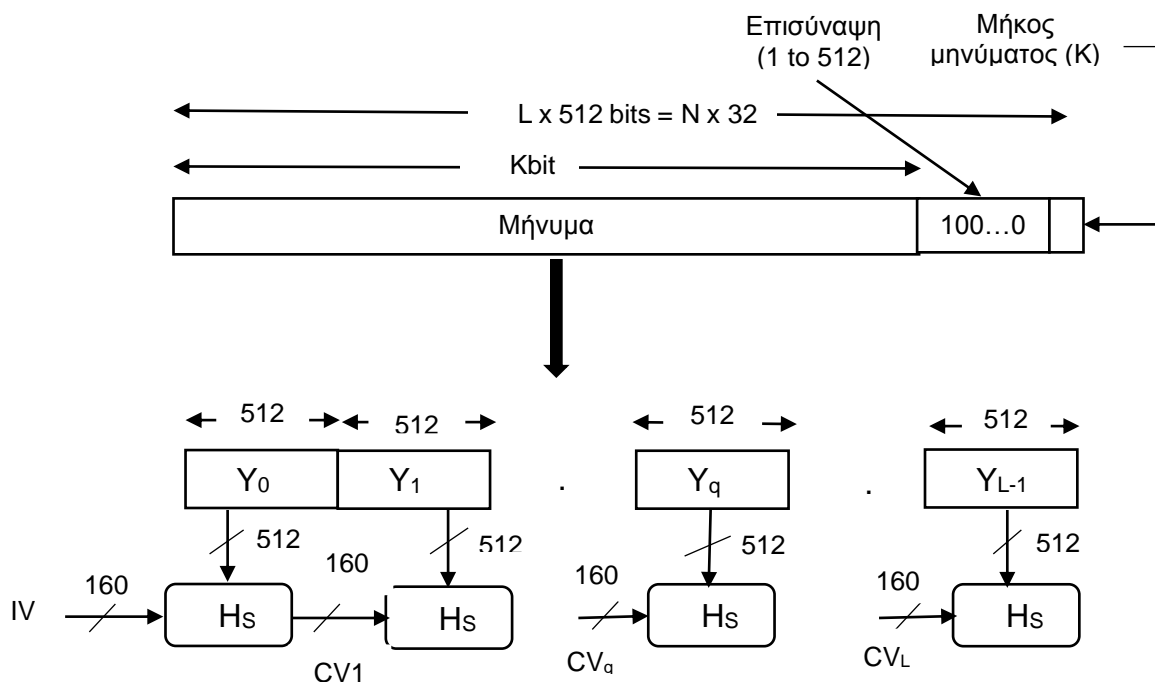 Επισύναψη
(1 to 512)
Μήκος
μηνύματος (K)
L x 512 bits = N x 32
Kbit
Μήνυμα
100…0
512
512
512
512
Y0
Y1
.
Yq
.
YL-1
512
512
512
512
IV
160
HS
160
HS
160
HS
160
HS
CV1
CVq
CVL